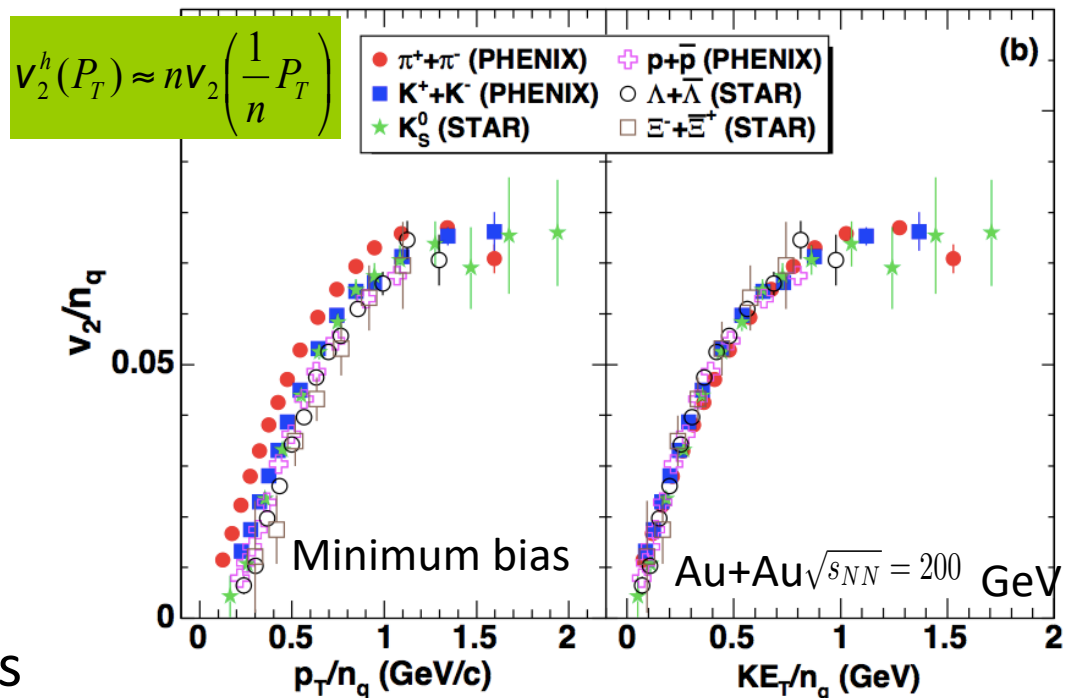 v₂ʰ(P_T) ≈ nv₂(1/n P_T)
π⁺+π⁻ (PHENIX)
K⁺+K⁻ (PHENIX)
K⁰_S (STAR)
p+p̅ (PHENIX)
Λ+Λ̅ (STAR)
Ξ⁻+Ξ̅⁺ (STAR)
(b)
v₂/n_q
0.05
0
Minimum bias
Au+Au √s_NN = 200 GeV
0 0.5 1 1.5 2
0 0.5 1 1.5 2
p_T/n_q (GeV/c)
KE_T/n_q (GeV)
s